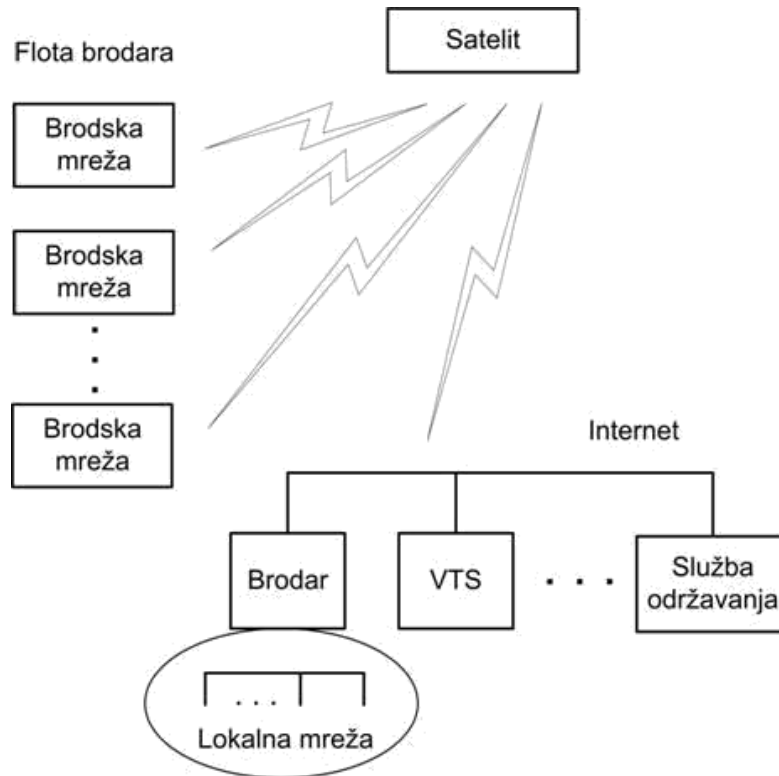 Satelit
Flota brodara
Brodska
mreža
Brodska
mreža
Brodska
mreža
Internet
Brodar
VTS
Služba
održavanja
Lokalna mreža